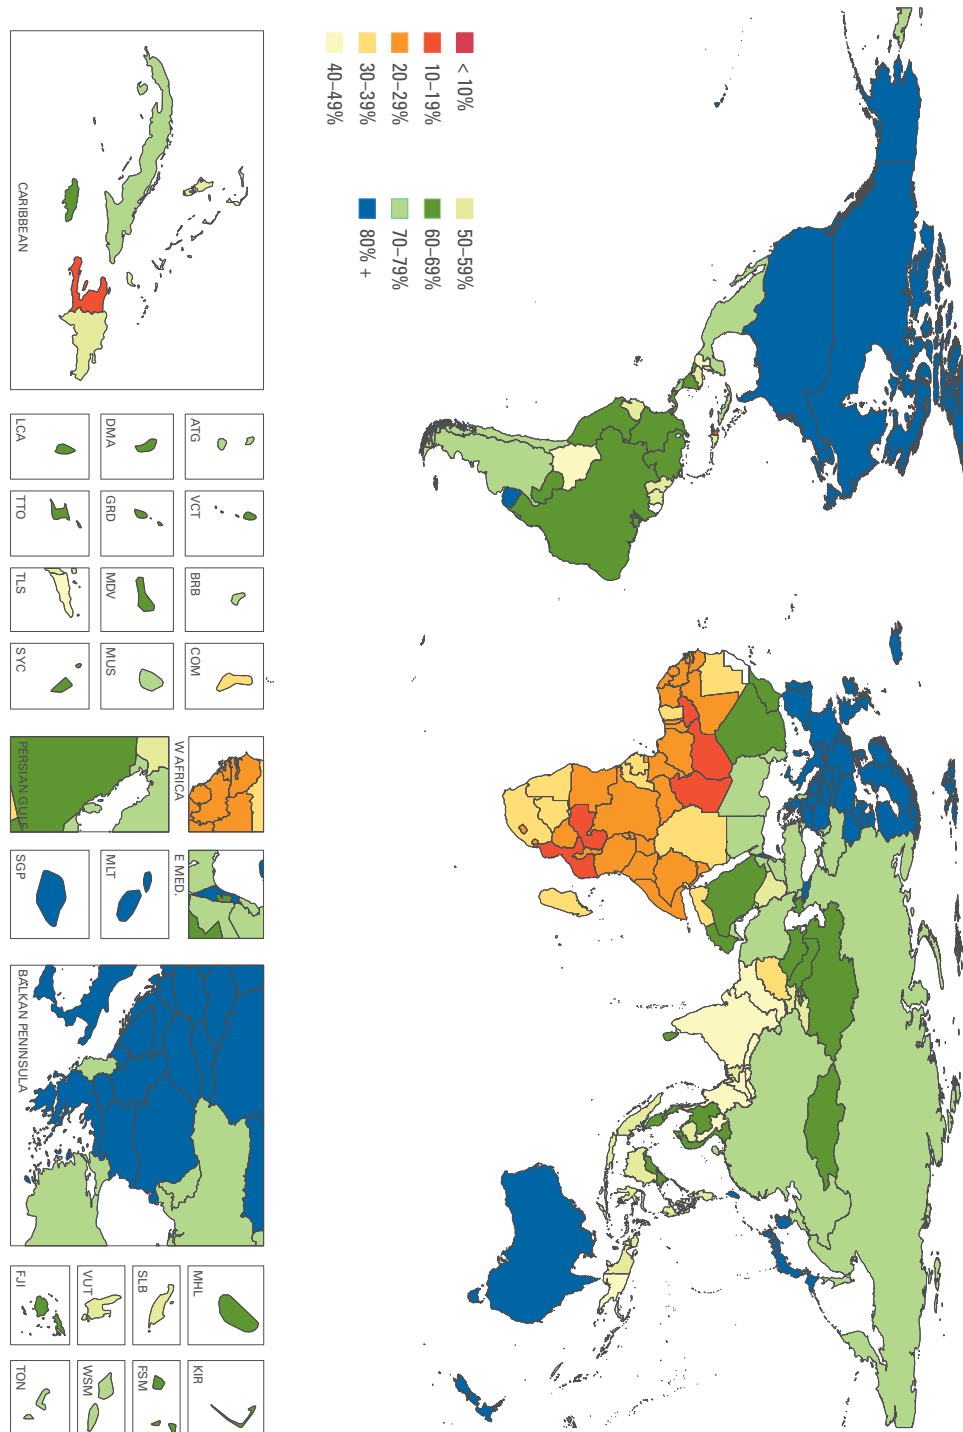 < 10%
10–19%
20–29%
30–39%
40–49%
50–59%
60–69%
70–79%
80% +
CARIBBEAN
LCA
DMA
ATG
TTO
GRD
VCT
TLS
MDV
BRB
SYC
MUS
COM
PERSIAN GULF
W AFRICA
SGP
MLT
E MED.
BALKAN PENINSULA
FJI
VUT
SLB
MHL
TON
WSM
FSM
KIR